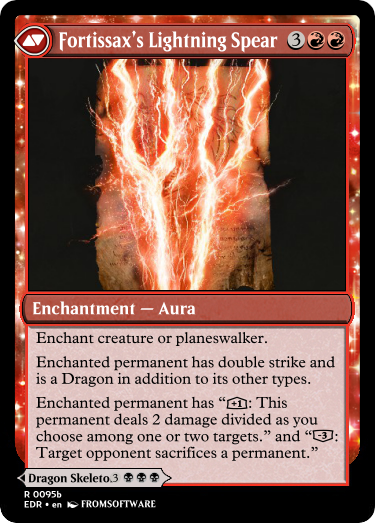 Fortissax's Lightning Spear 3
Enchantment — Aura
Enchant creature or planeswalker.
Enchanted permanent has double strike and
is a Dragon in addition to its other types.
Enchanted permanent has “+1: This
permanent deals 2 damage divided as you
choose among one or two targets.” and “-3:
Target opponent sacrifices a permanent.”
Dragon Skeleto.3
R 0095b
EDR • en FROMSOFTWARE